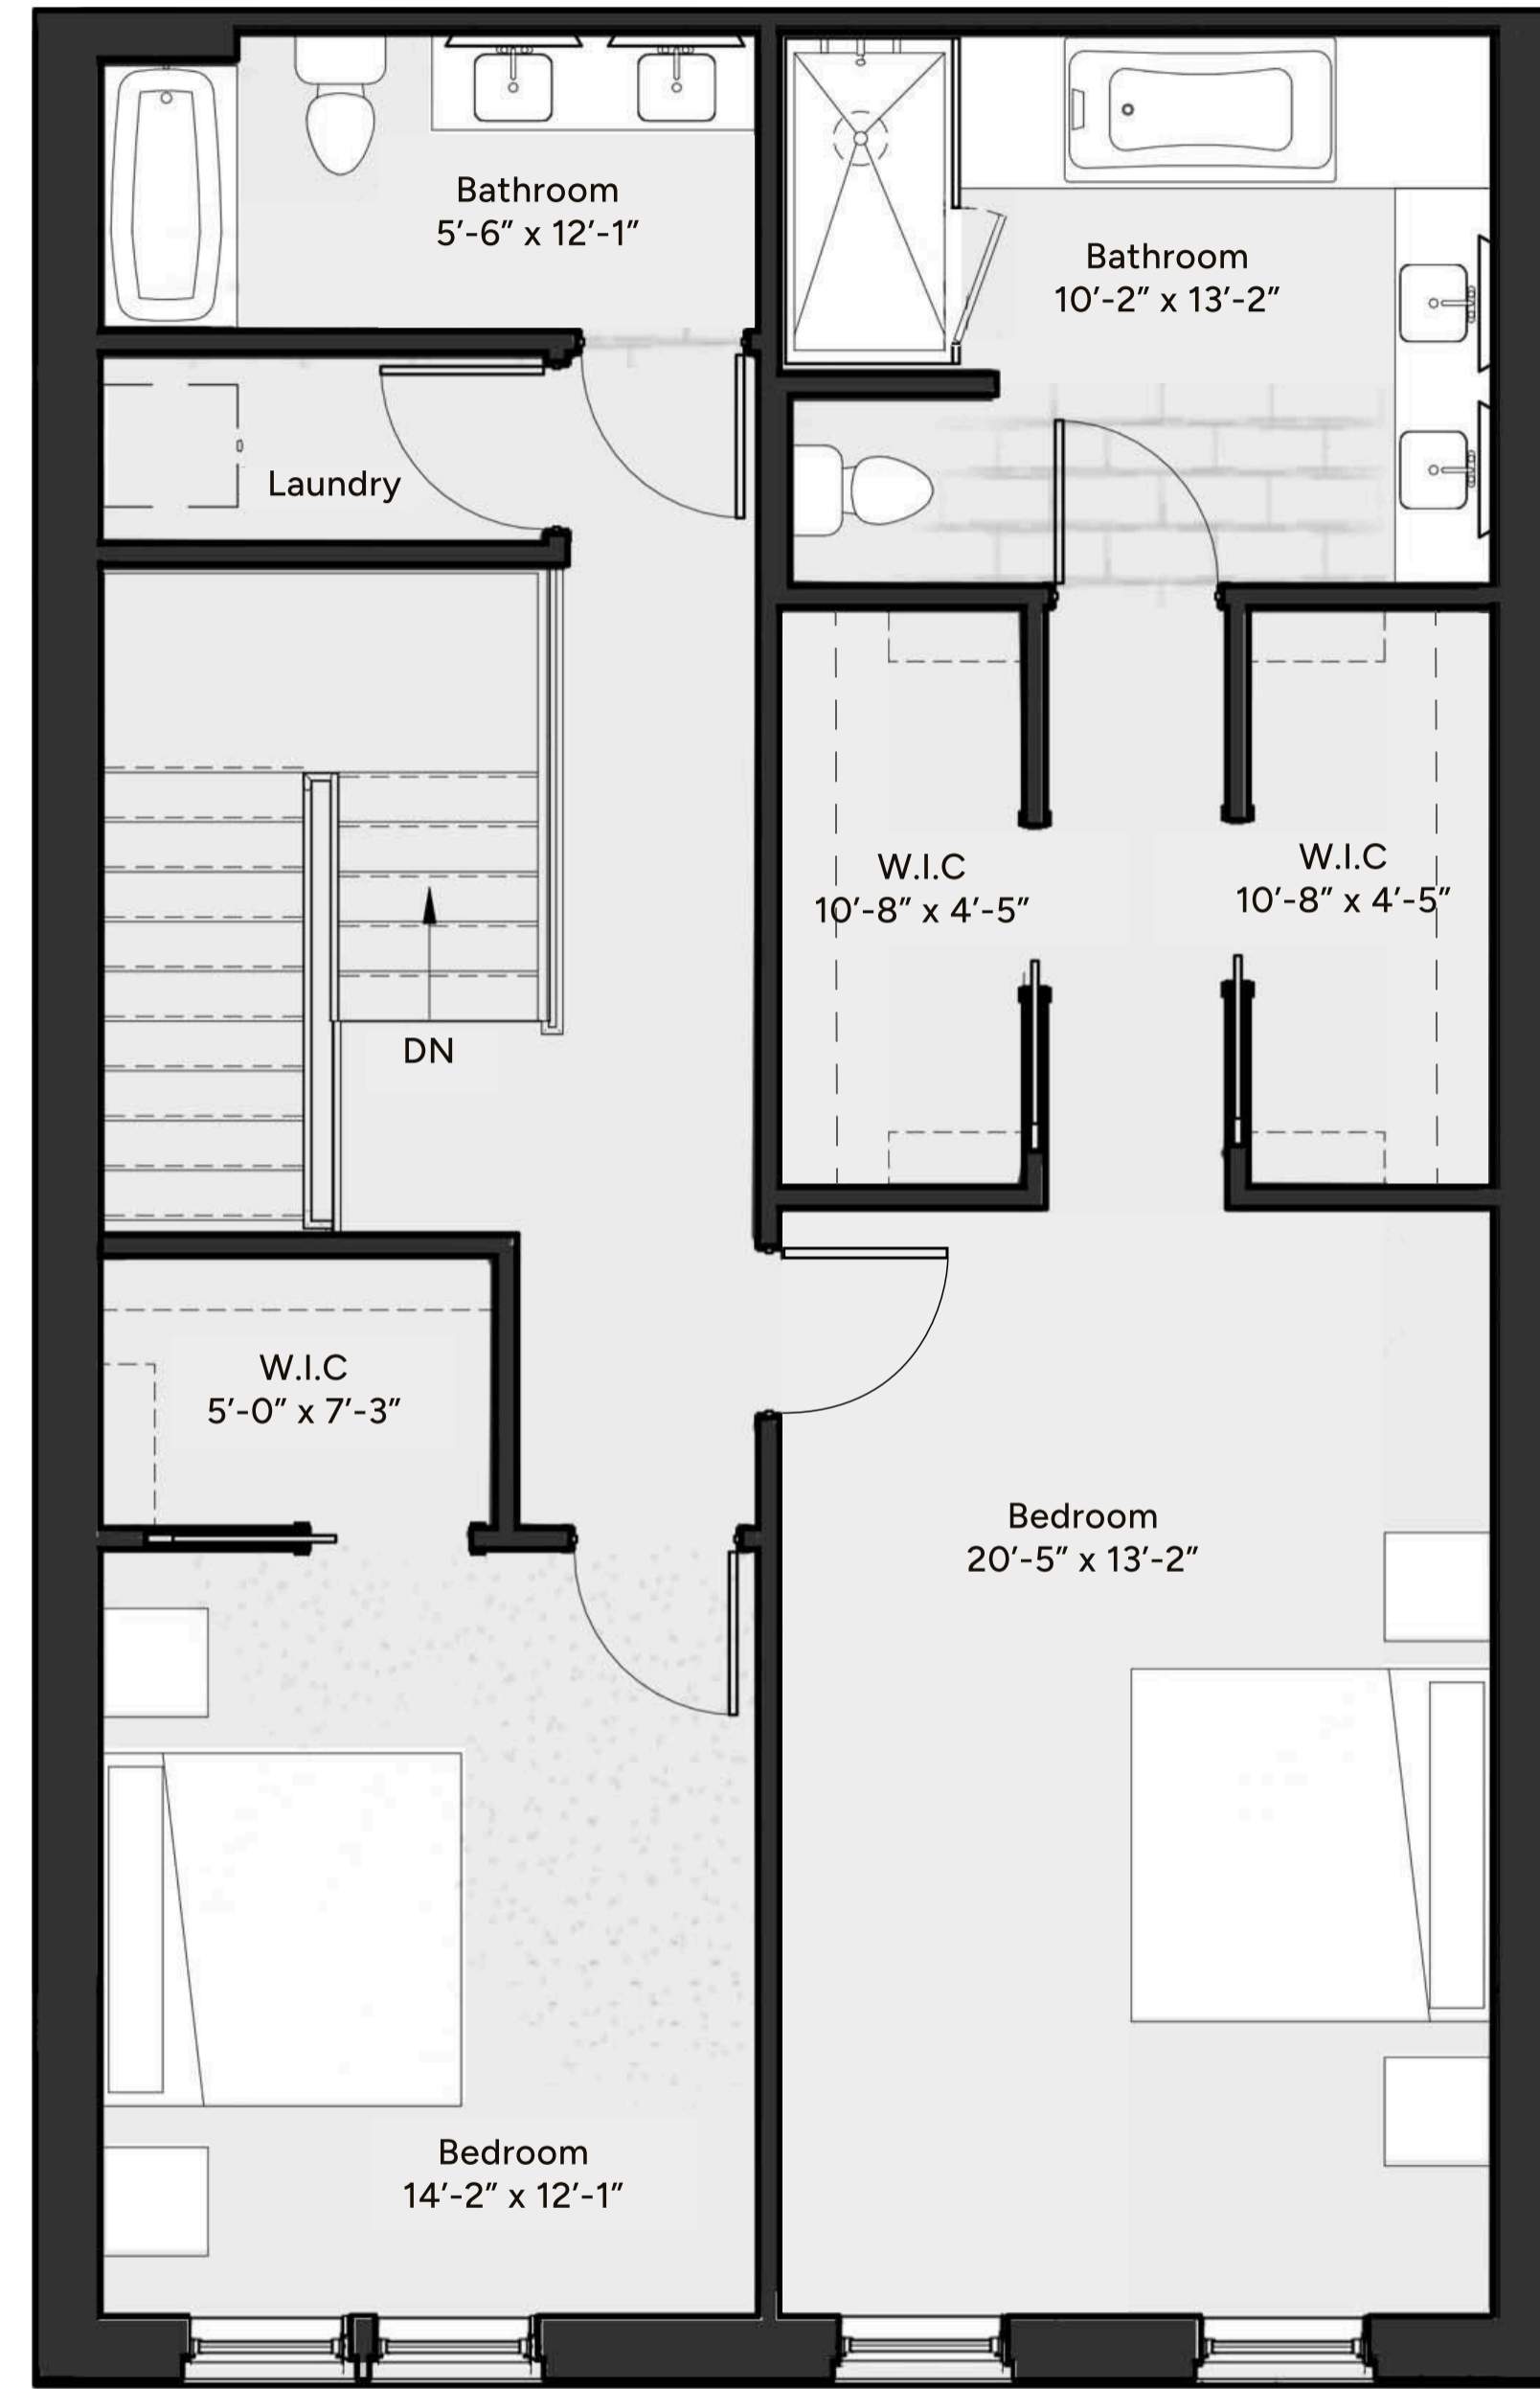 Bathroom
5′-6″ x 12′-1″
Bathroom
10′-2″ x 13′-2″
Laundry
W.I.C
10′-8″ x 4′-5″
W.I.C
10′-8″ x 4′-5″
DN
W.I.C
5′-0″ x 7′-3″
Bedroom
20′-5″ x 13′-2″
Bedroom
14′-2″ x 12′-1″